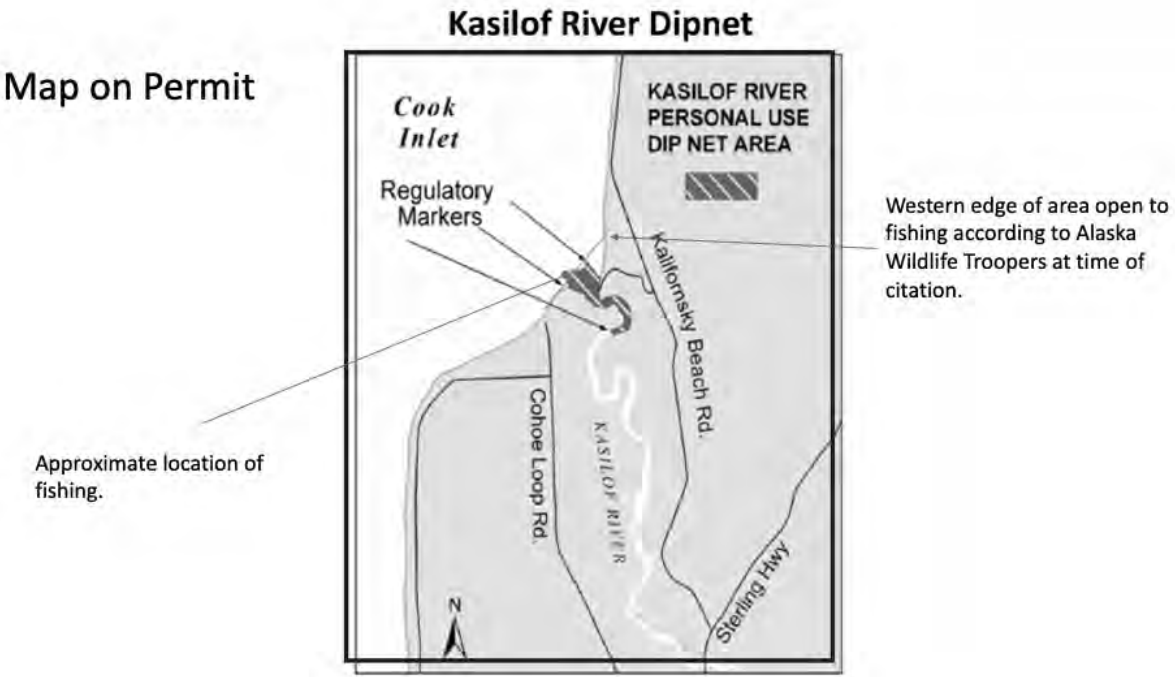 Kasilof River Dipnet
Map on Permit
Cook
Inlet
KASILOF RIVER
PERSONAL USE
DIP NET AREA
Regulatory
Markers
Western edge of area open to
fishing according to Alaska
Wildlife Troopers at time of
citation.
Kalifornsky Beach Rd.
Approximate location of
fishing.
Cohoe Loop Rd.
KASILOF RIVER
Sterling Hwy
N